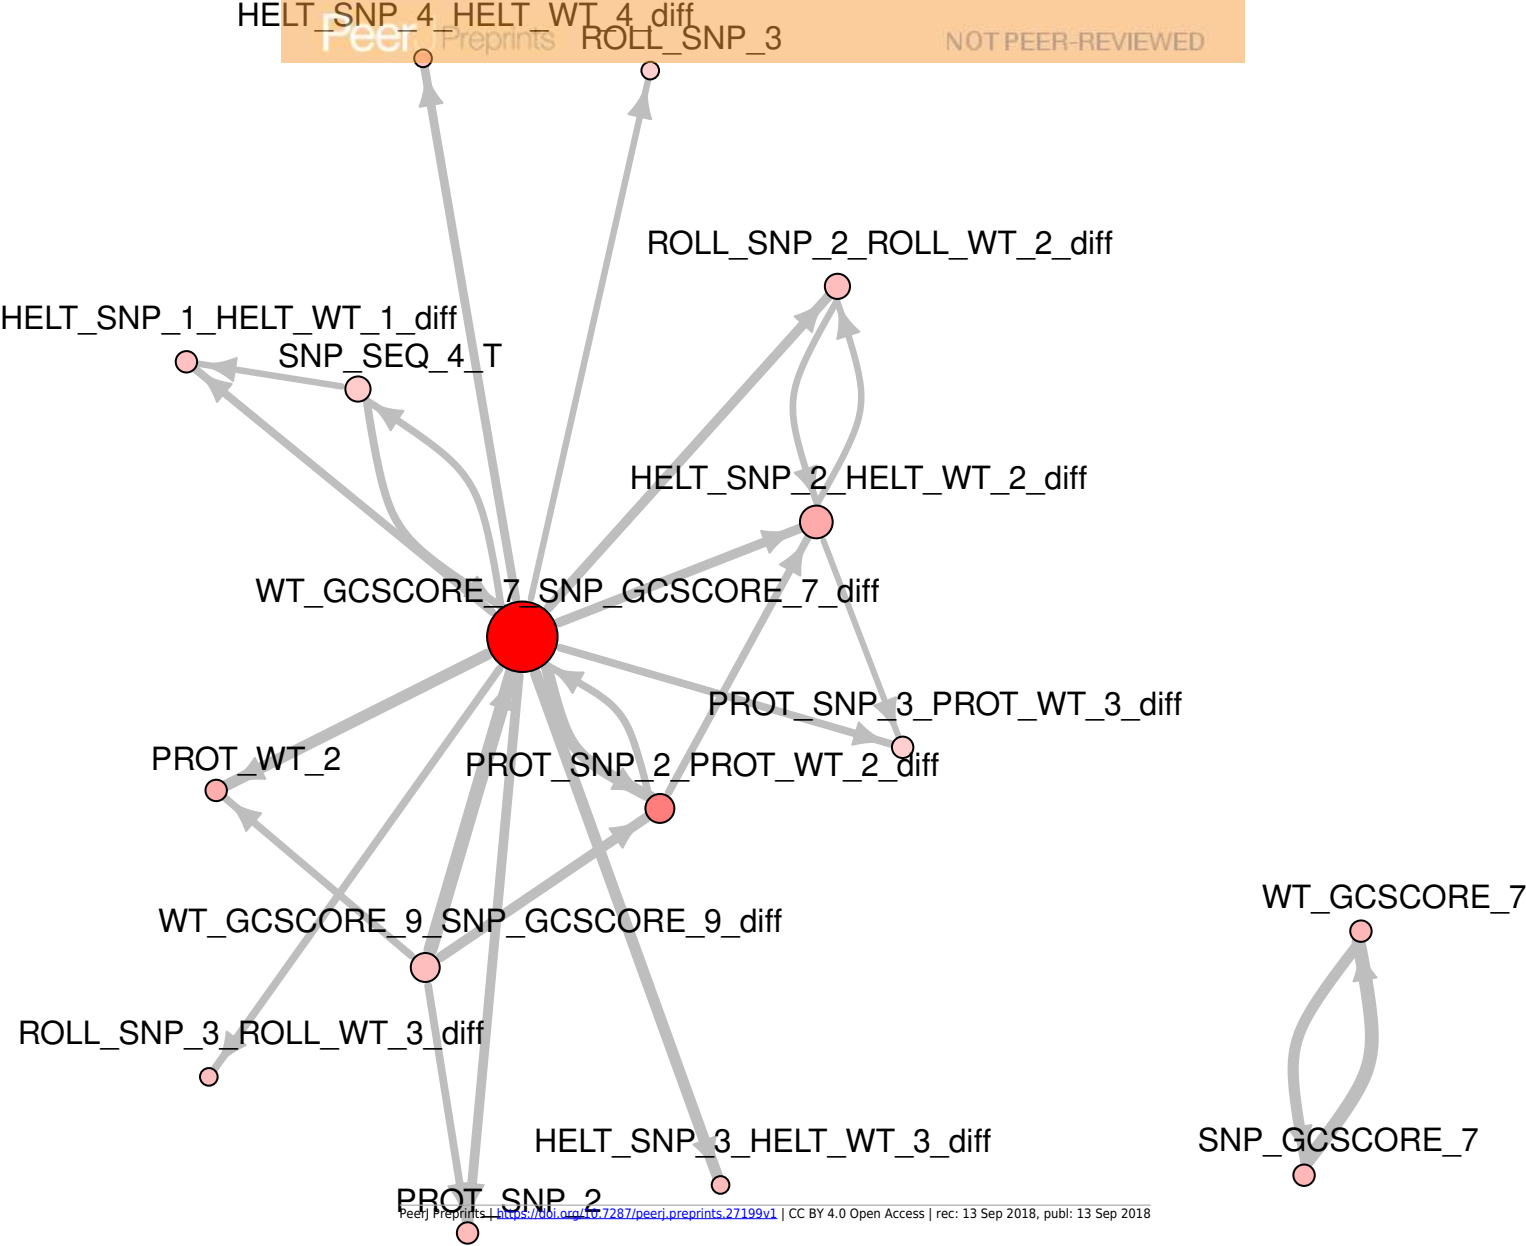 HELT_SNP_4_HELT_WT_4_diff
PeerJ Preprints
ROLL_SNP_3
NOT PEER-REVIEWED
ROLL_SNP_2_ROLL_WT_2_diff
HELT_SNP_1_HELT_WT_1_diff
SNP_SEQ_4_T
HELT_SNP_2_HELT_WT_2_diff
WT_GCSCORE_7_SNP_GCSCORE_7_diff
PROT_SNP_3_PROT_WT_3_diff
PROT_WT_2
PROT_SNP_2_PROT_WT_2_diff
WT_GCSCORE_7
WT_GCSCORE_9_SNP_GCSCORE_9_diff
ROLL_SNP_3_ROLL_WT_3_diff
HELT_SNP_3_HELT_WT_3_diff
SNP_GCSCORE_7
PROT_SNP_2
PeerJ Preprints | https://doi.org/10.7287/peerj.preprints.27199v1 | CC BY 4.0 Open Access | rec: 13 Sep 2018, publ: 13 Sep 2018